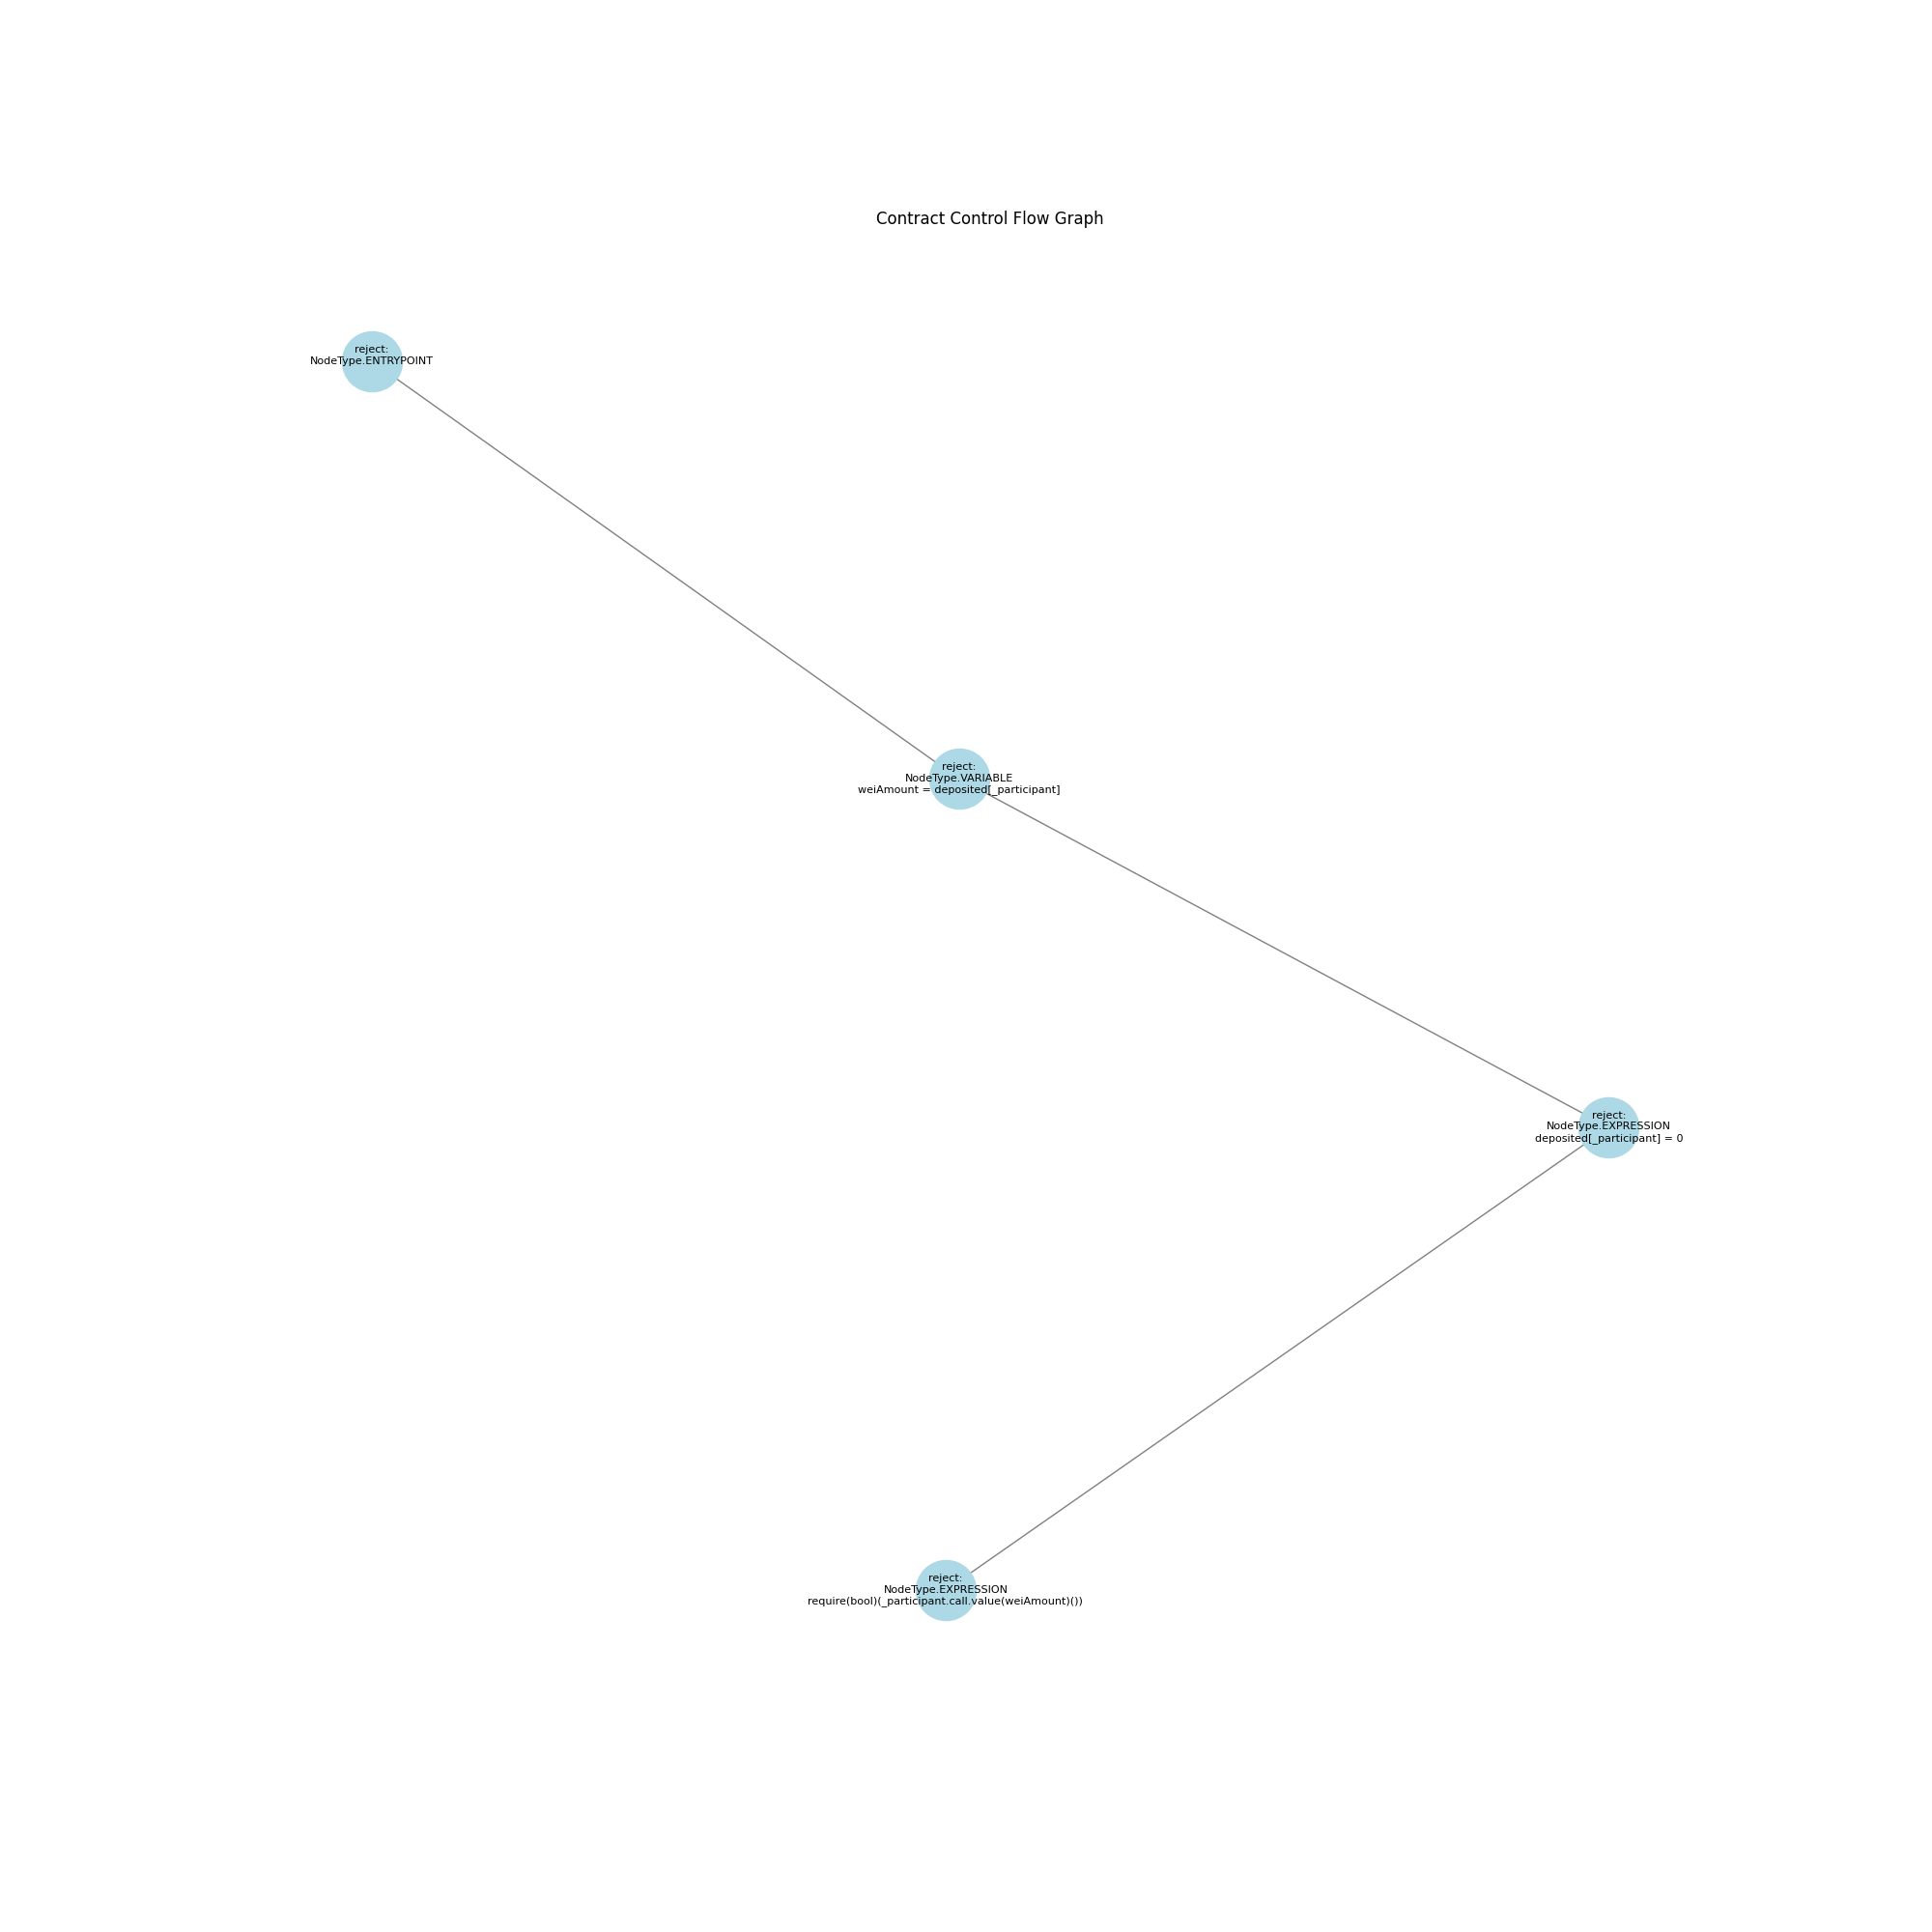 Contract Control Flow Graph
reject:
NodeType.ENTRYPOINT
reject:
NodeType.VARIABLE
weiAmount = deposited[_participant]
reject:
NodeType.EXPRESSION
deposited[_participant] = 0
reject:
NodeType.EXPRESSION
require(bool)(_participant.call.value(weiAmount)())